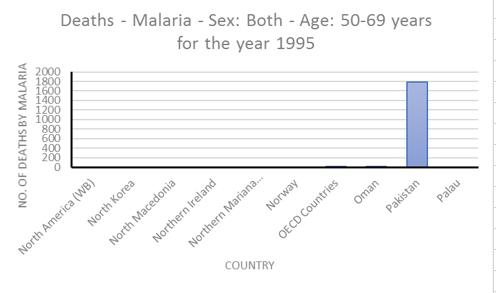 Deaths - Malaria - Sex: Both - Age: 50-69 years
for the year 1995
NO. OF DEATHS BY MALARIA
2000
1800
1600
1400
1200
1000
800
600
400
200
0
North America (WB)
North Korea
North Macedonia
Northern Ireland
Northern Mariana...
Norway
OECD Countries
Oman
Pakistan
Palau
COUNTRY